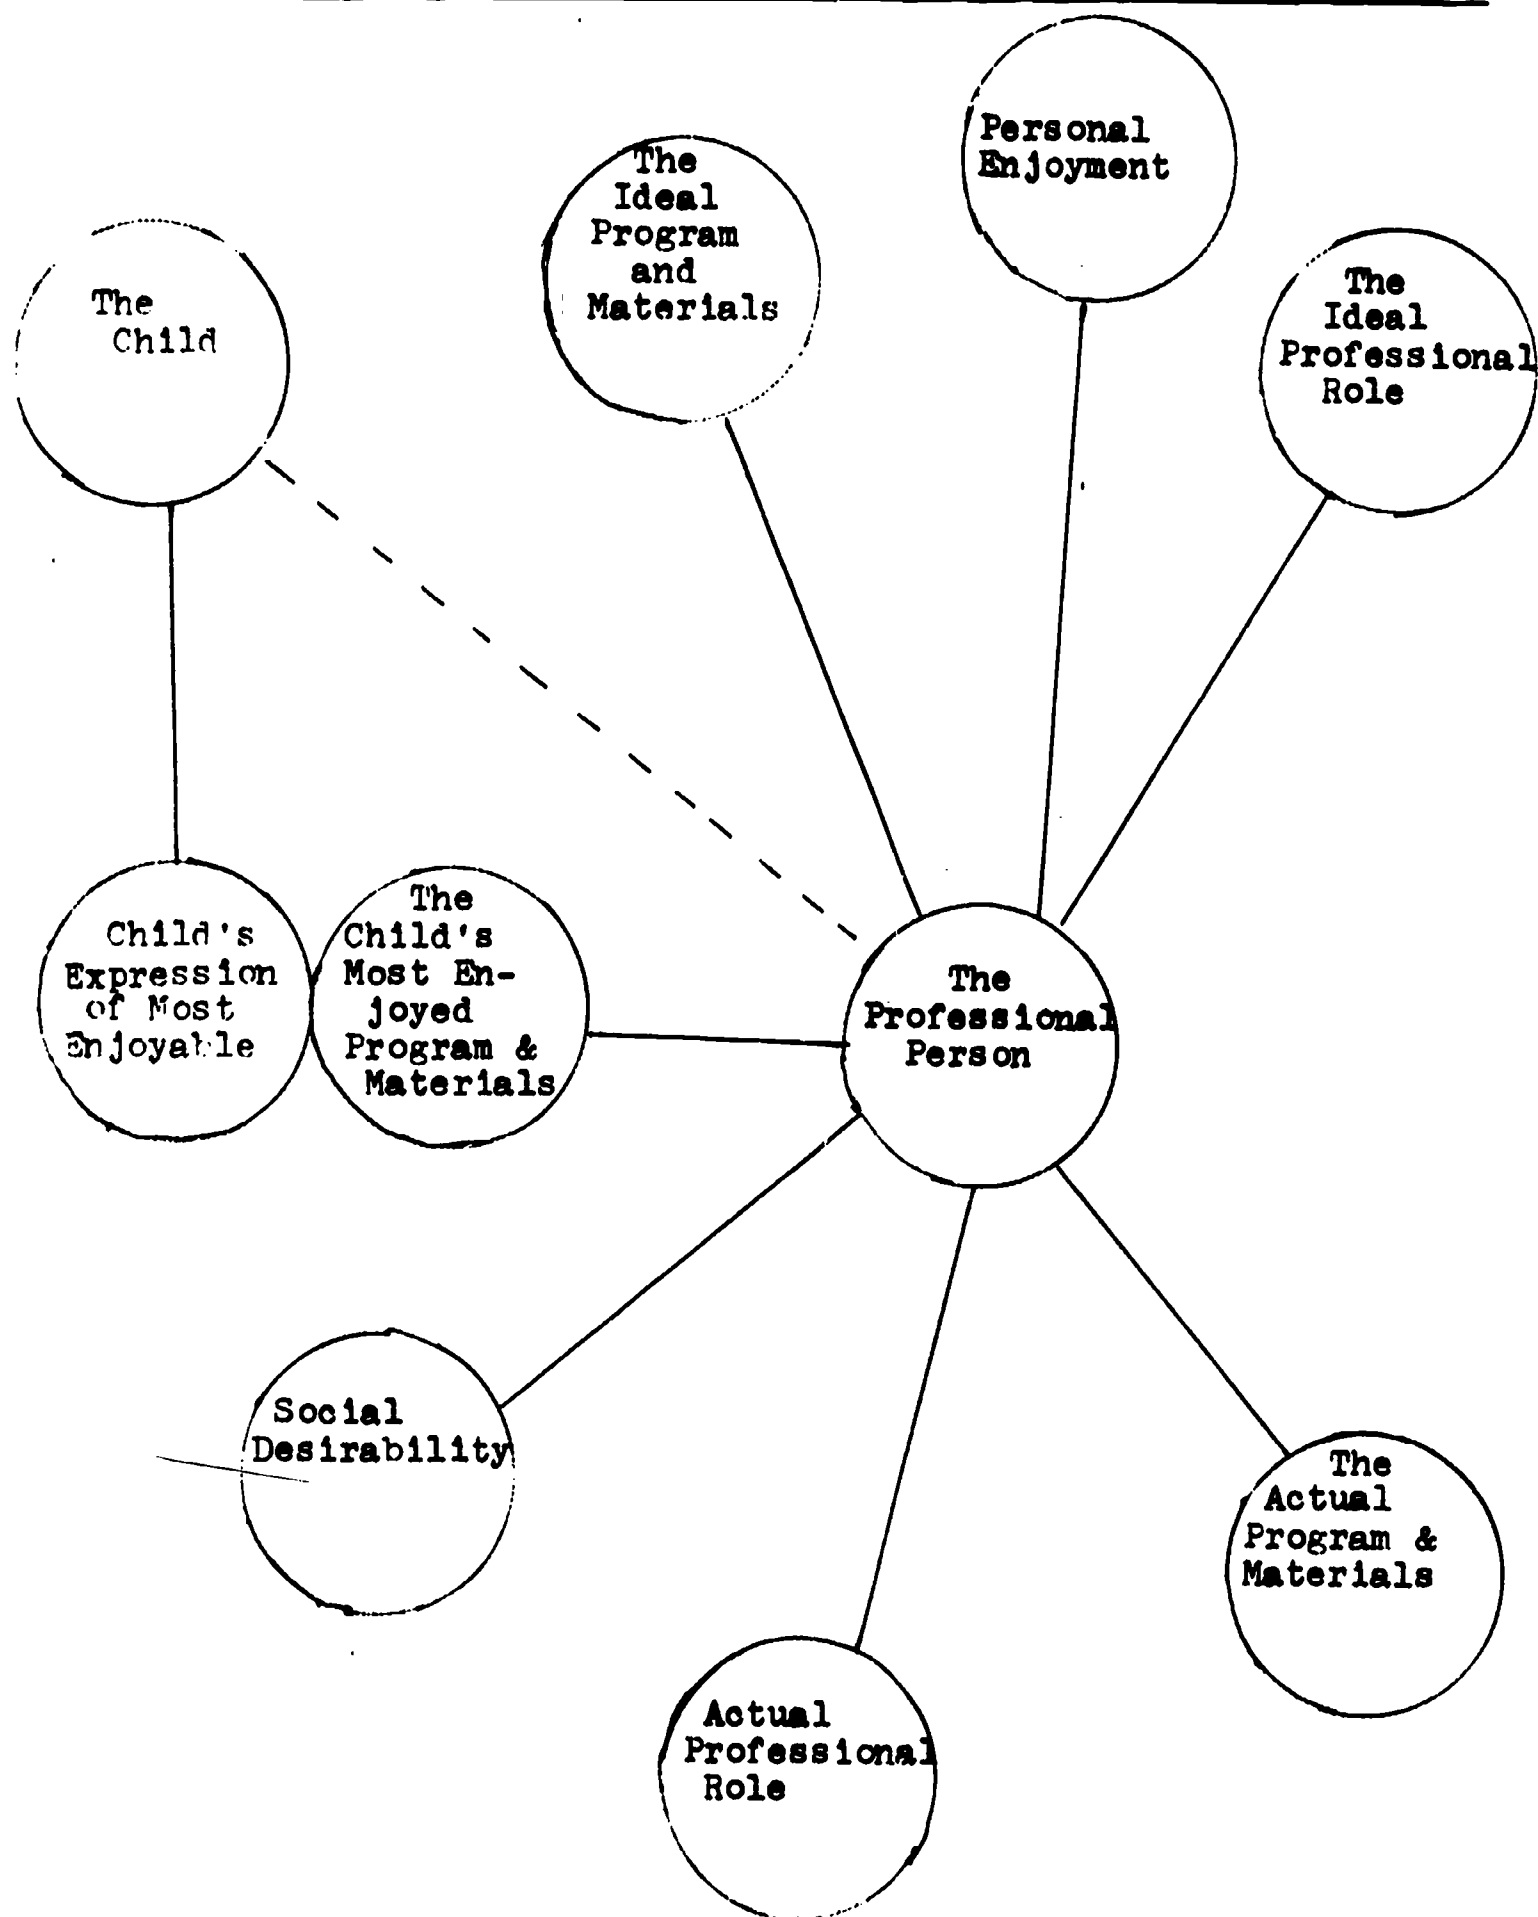 Personal
Enjoyment
The
Ideal
Program
and
Materials
The
Ideal
Professional
Role
The
Child
The
Child's
Most En-
joyed
Program &
Materials
Child's
Expression
of Most
Enjoyable
The
Professional
Person
Social
Desirability
The
Actual
Program &
Materials
Actual
Professional
Role